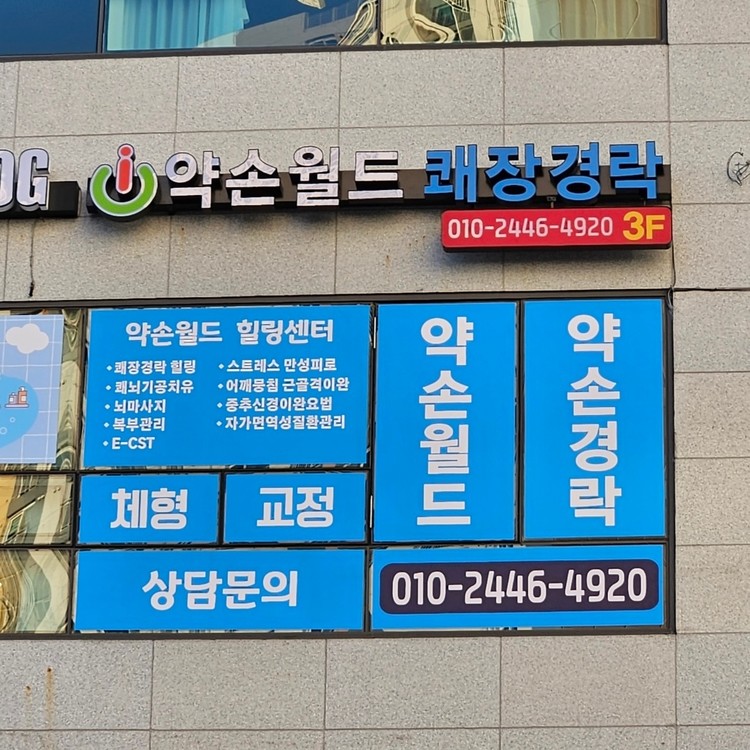 OG
약손월드 쾌장경락
010-2446-4920 3F
약손월드 힐링센터
• 쾌장경락 힐링
• 쾌뇌기공치유
• 뇌마사지
• 복부관리
• E-CST
• 스트레스 만성피로
• 어깨뭉침 근골격이완
• 중추신경이완요법
• 자가면역성질환관리
약손월드
약손경락
체형
교정
상담문의
010-2446-4920